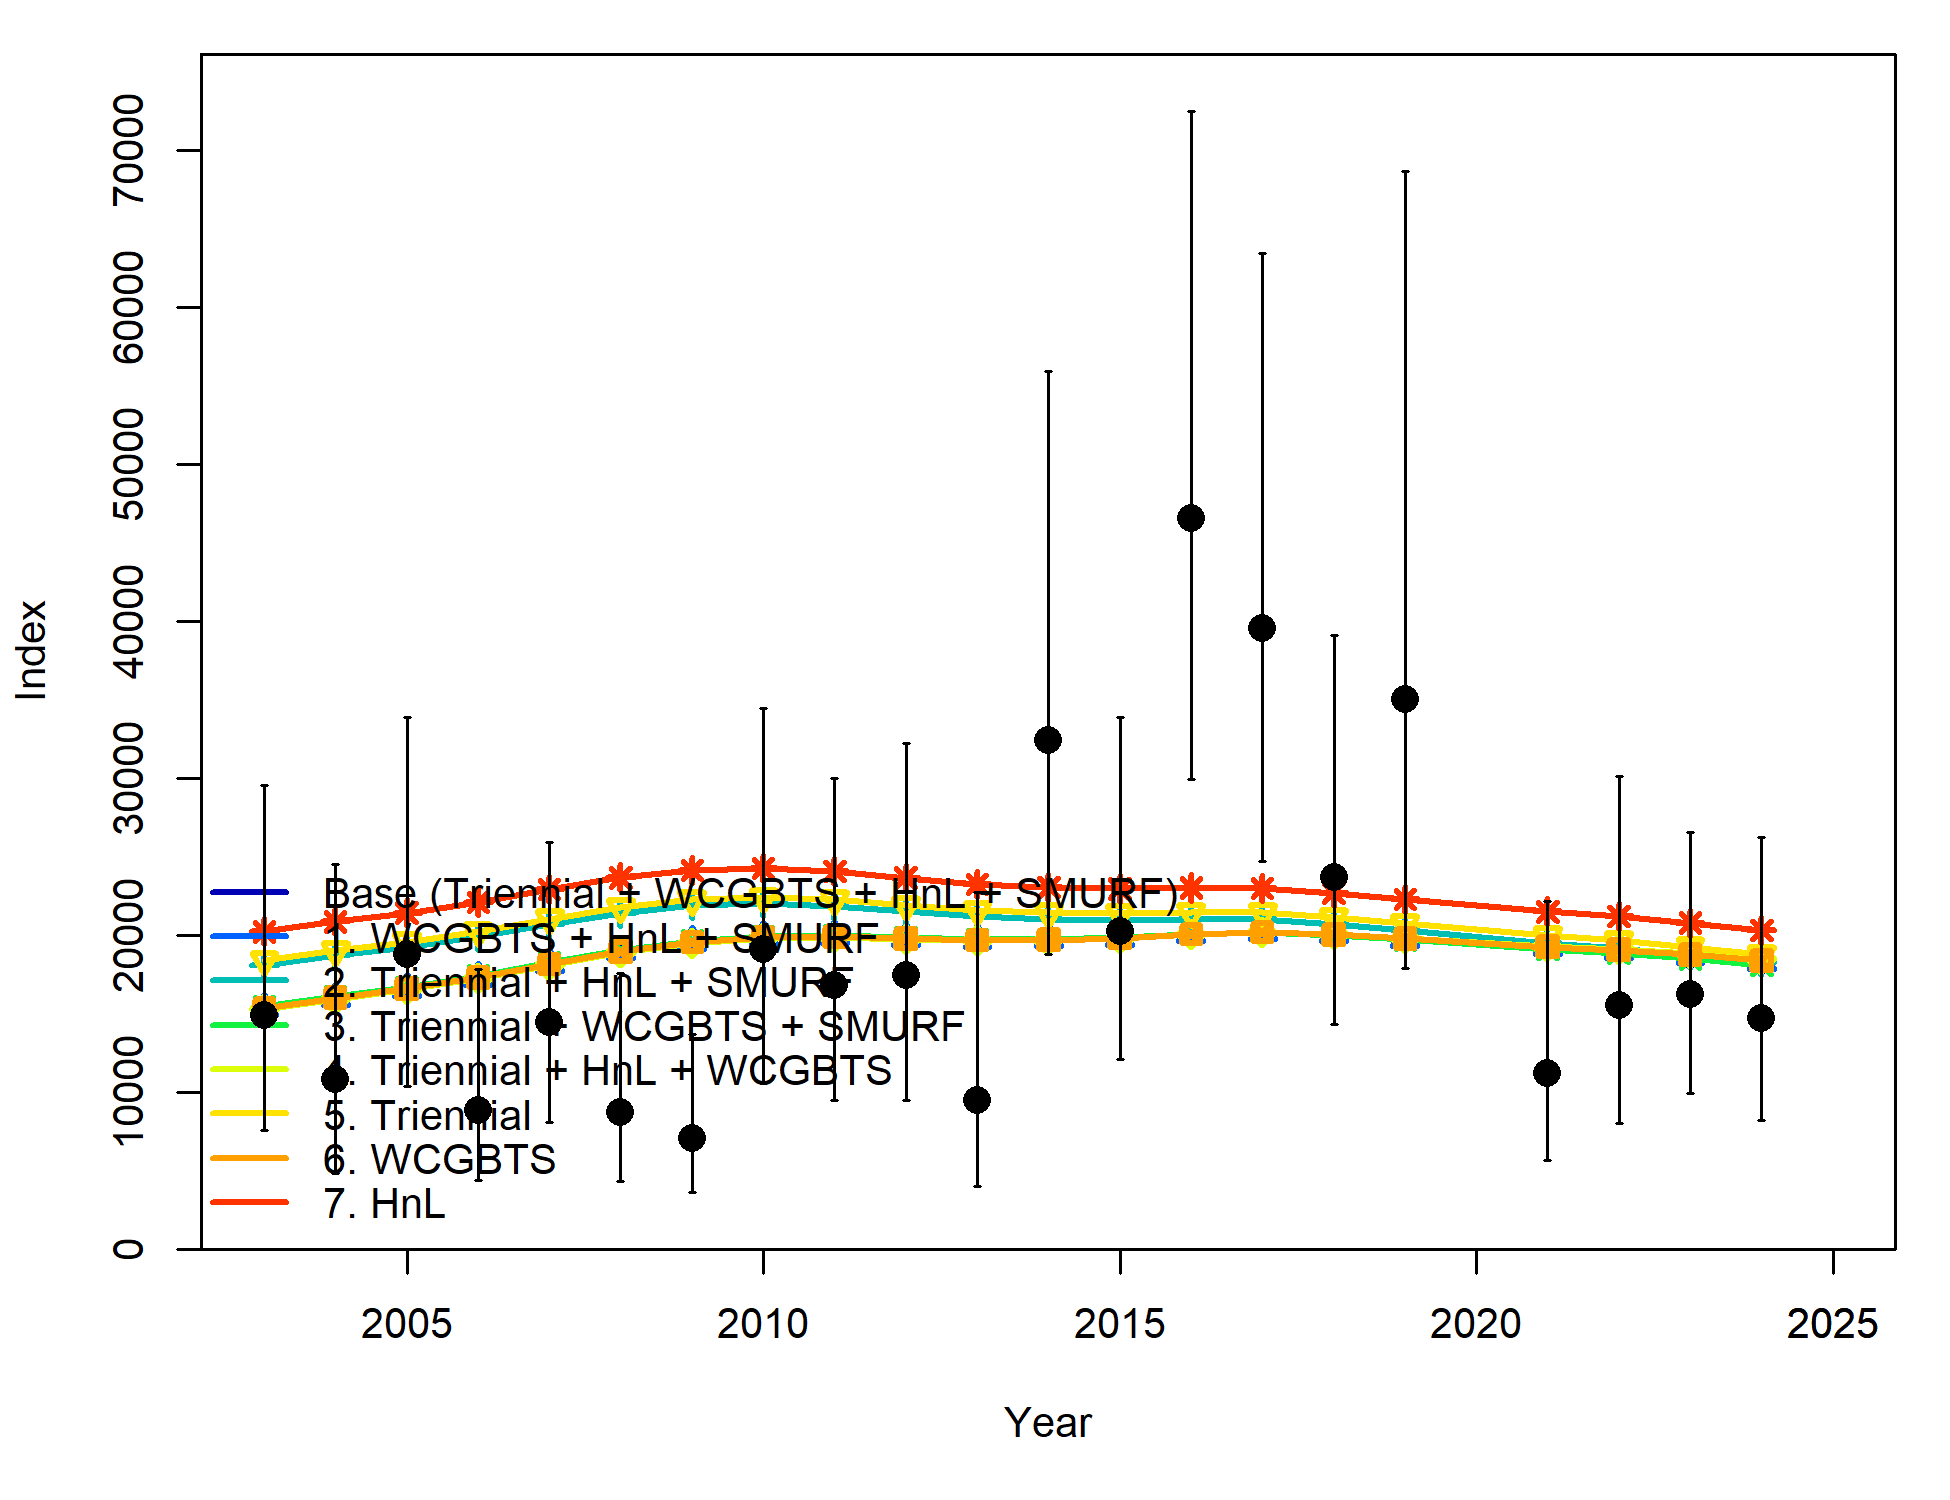 70000
60000
50000
40000
30000
20000
10000
0
Index
Base (Triennial + WCGBTS + HnL + SMURF)
1. WCGBTS + HnL + SMURF
2. Triennial + HnL + SMURF
3. Triennial + WCGBTS + SMURF
4. Triennial + HnL + WCGBTS
5. Triennial
6. WCGBTS
7. HnL
2005 2010 2015 2020 2025
Year